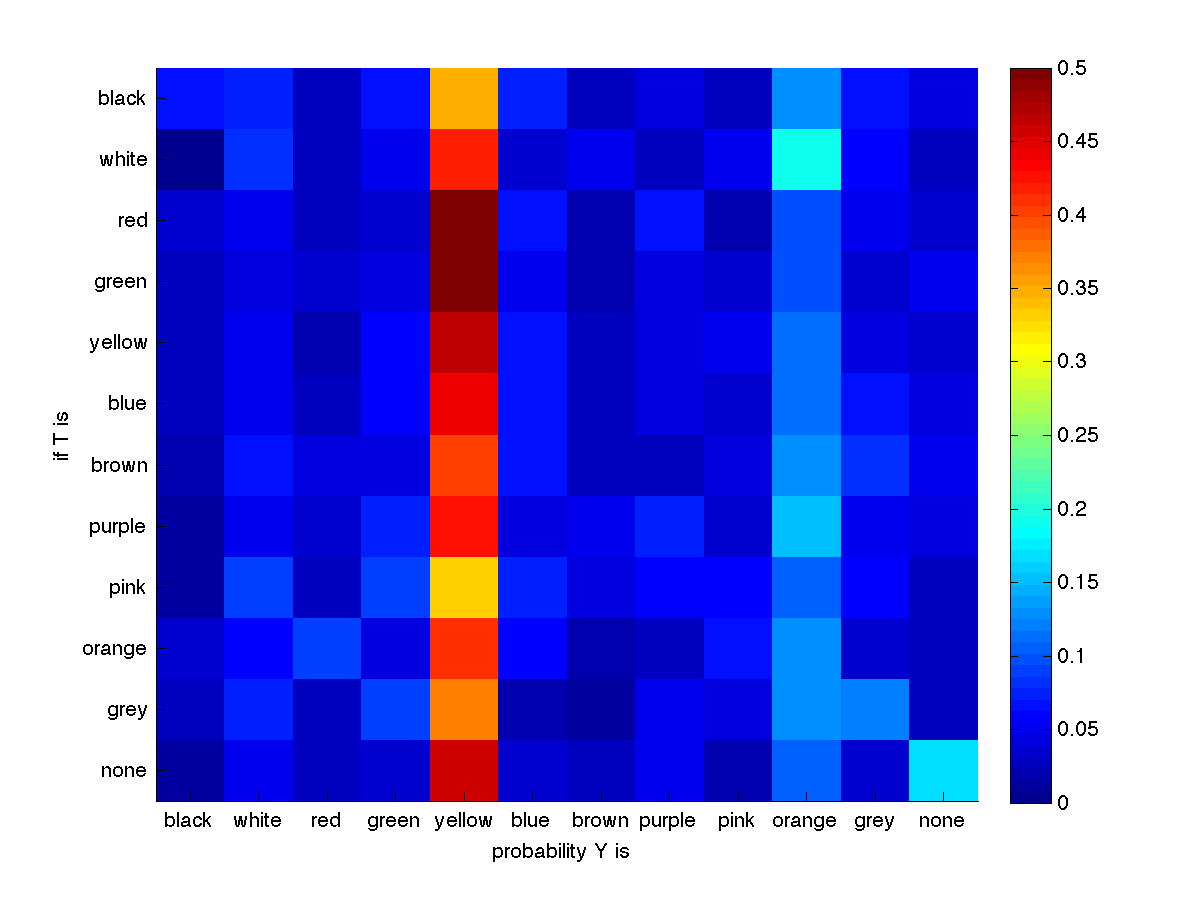 black
white
red
green
yellow
blue
brown
purple
pink
orange
grey
none
if T is
black white red green yellow blue brown purple pink orange grey none
probability Y is
0.5
0.45
0.4
0.35
0.3
0.25
0.2
0.15
0.1
0.05
0